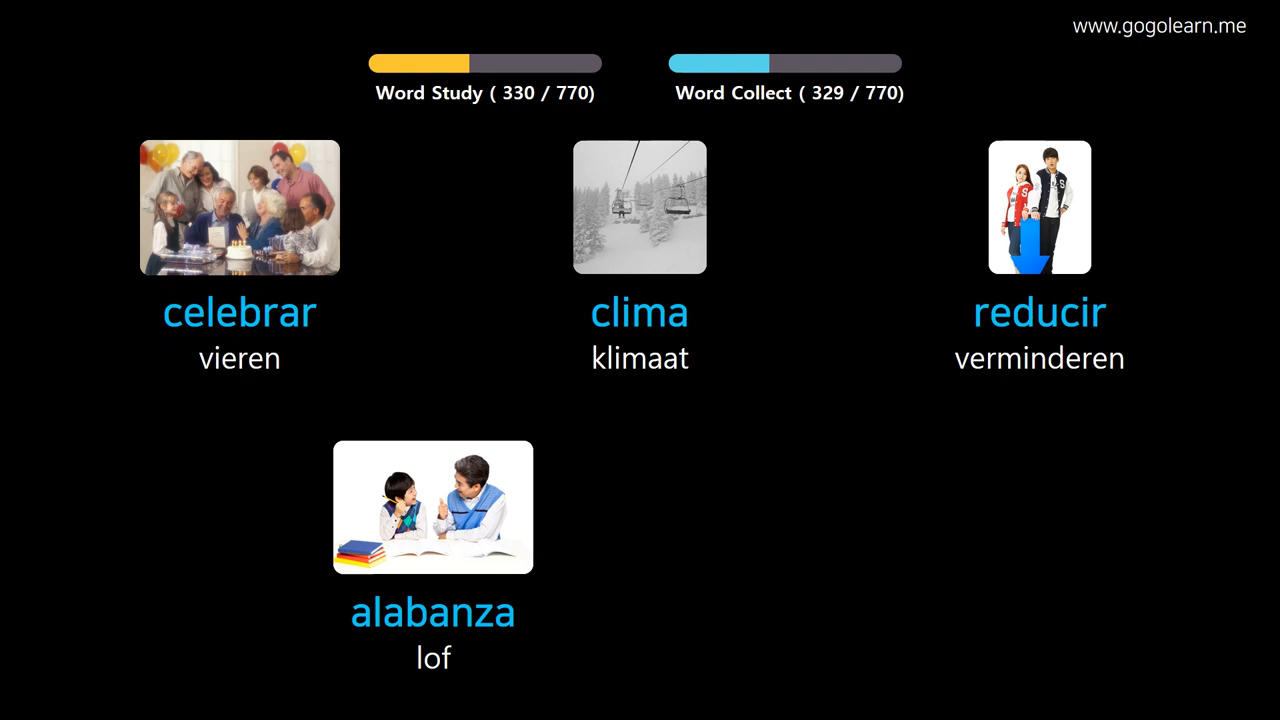 www.gogolearn.me
Word Study ( 330 / 770)
Word Collect ( 329 / 770)
celebrar
vieren
clima
klimaat
reducir
verminderen
alabanza
lof